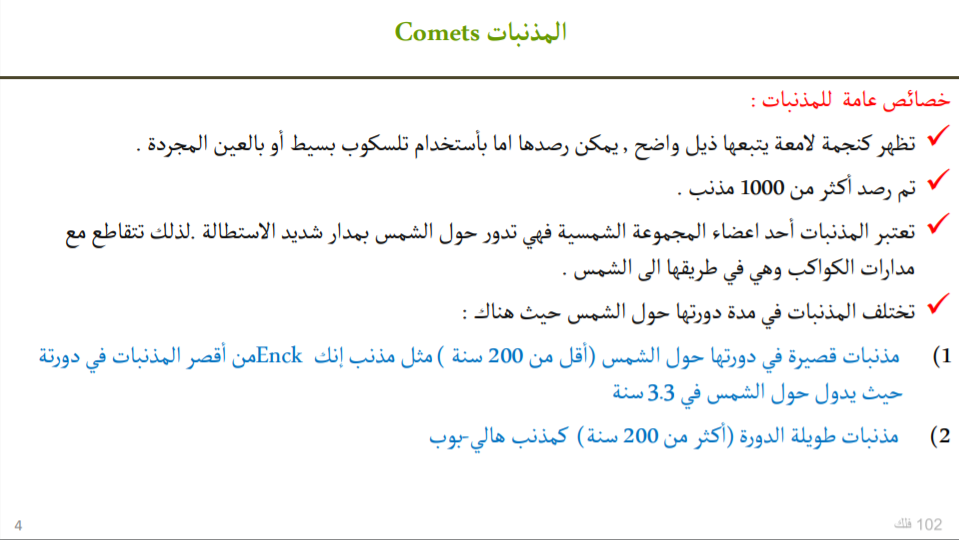 المذنبات Comets
خصائص عامة للمذنبات :
✓ تظهر كنجمة لامعة يتبعها ذيل واضح , يمكن رصدها اما بأستخدام تلسكوب بسيط أو بالعين المجردة .
✓ تم رصد أكثر من 1000 مذنب .
✓ تعتبر المذنبات أحد اعضاء المجموعة الشمسية فهي تدور حول الشمس بمدار شديد الاستطالة .لذلك تتقاطع مع
مدارات الكواكب وهي في طريقها الى الشمس .
✓ تختلف المذنبات في مدة دورتها حول الشمس حيث هناك :
1) مذنبات قصيرة في دورتها حول الشمس (أقل من 200 سنة ) مثل مذنب إنك Enckمن أقصر المذنبات في دورتة
حيث يدول حول الشمس في 3.3 سنة
2) مذنبات طويلة الدورة (أكثر من 200 سنة) كمذنب هالي-بوب
102 فلك
4